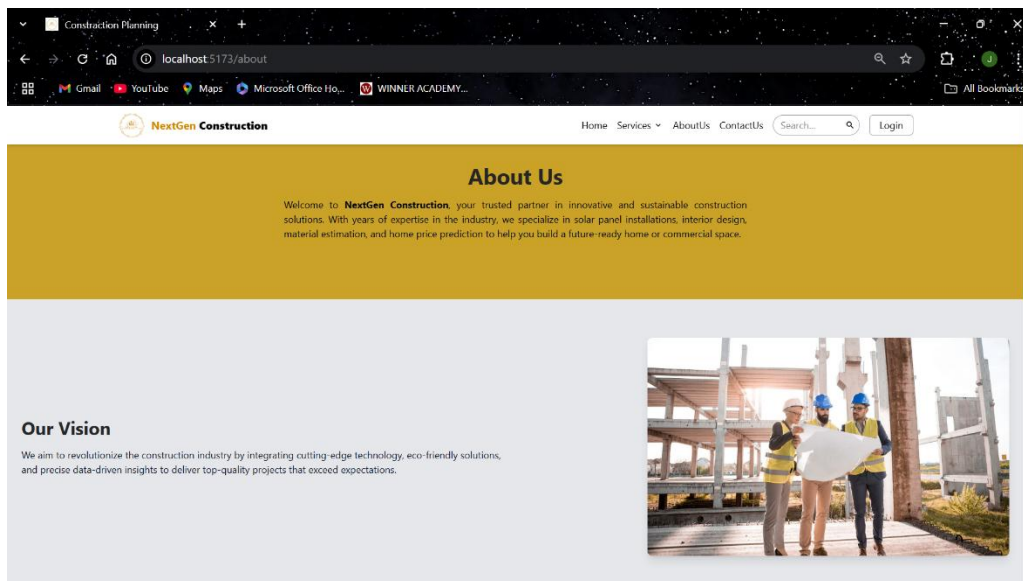 Constraction Planning
localhost:5173/about
Gmail YouTube Maps Microsoft Office Ho... WINNER ACADEMY... All Bookmarks
NextGen Construction Home Services AboutUs ContactUs Search... Login
About Us
Welcome to NextGen Construction, your trusted partner in innovative and sustainable construction
solutions. With years of expertise in the industry, we specialize in solar panel installations, interior design,
material estimation, and home price prediction to help you build a future-ready home or commercial space.
Our Vision
We aim to revolutionize the construction industry by integrating cutting-edge technology, eco-friendly solutions,
and precise data-driven insights to deliver top-quality projects that exceed expectations.